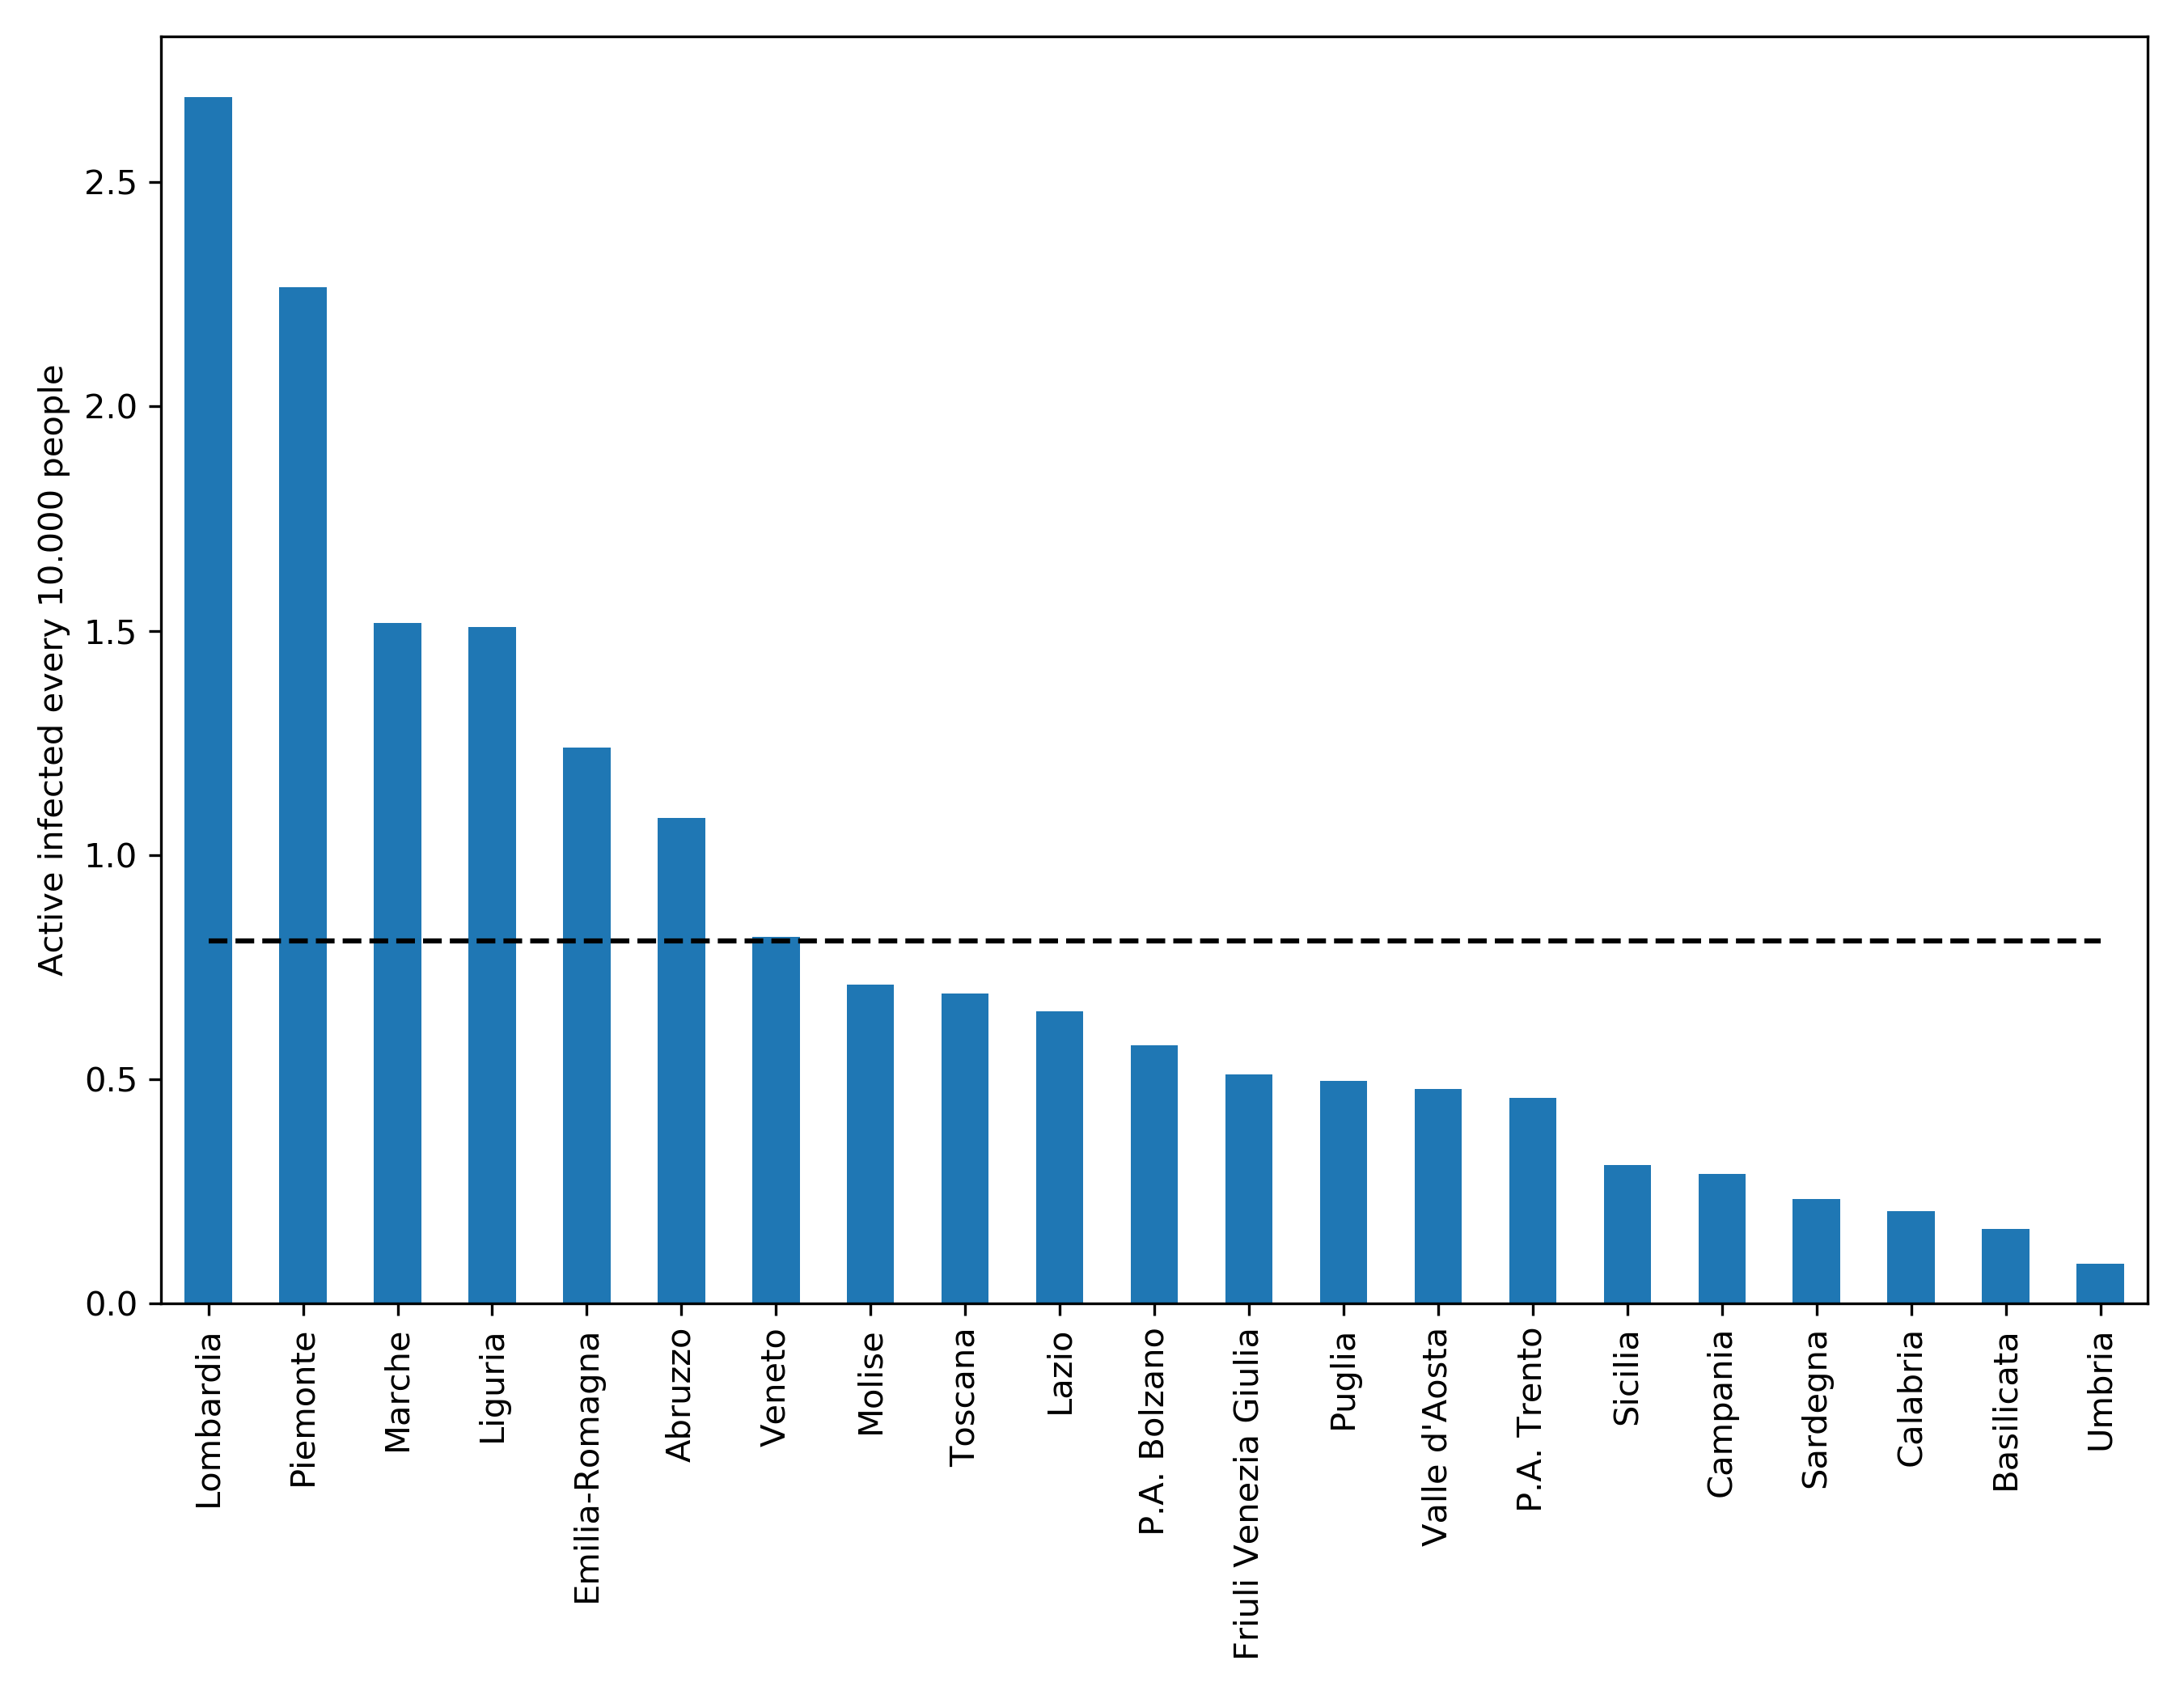 Active infected every 10.000 people
2.5
2.0
1.5
1.0
0.5
0.0
Lombardia
Piemonte
Marche
Liguria
Emilia-Romagna
Abruzzo
Veneto
Molise
Toscana
Lazio
P.A. Bolzano
Friuli Venezia Giulia
Puglia
Valle d'Aosta
P.A. Trento
Sicilia
Campania
Sardegna
Calabria
Basilicata
Umbria